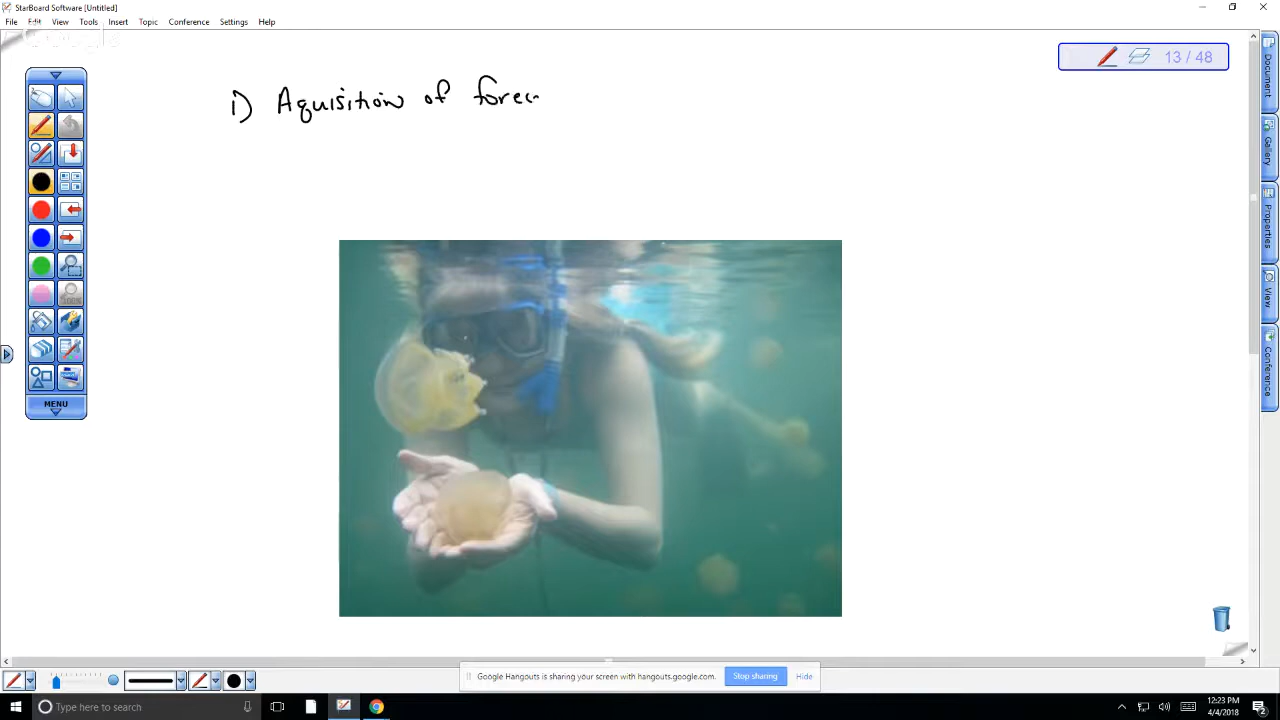 StarBoard Software [Untitled]
File Edit View Tools Insert Topic Conference Settings Help
13 / 48
1) Aquisition of forec
MENU
Document
Gallery
Properties
View
Conference
Google Hangouts is sharing your screen with hangouts.google.com. Stop sharing Hide
Type here to search
12:23 PM
4/4/2018
2